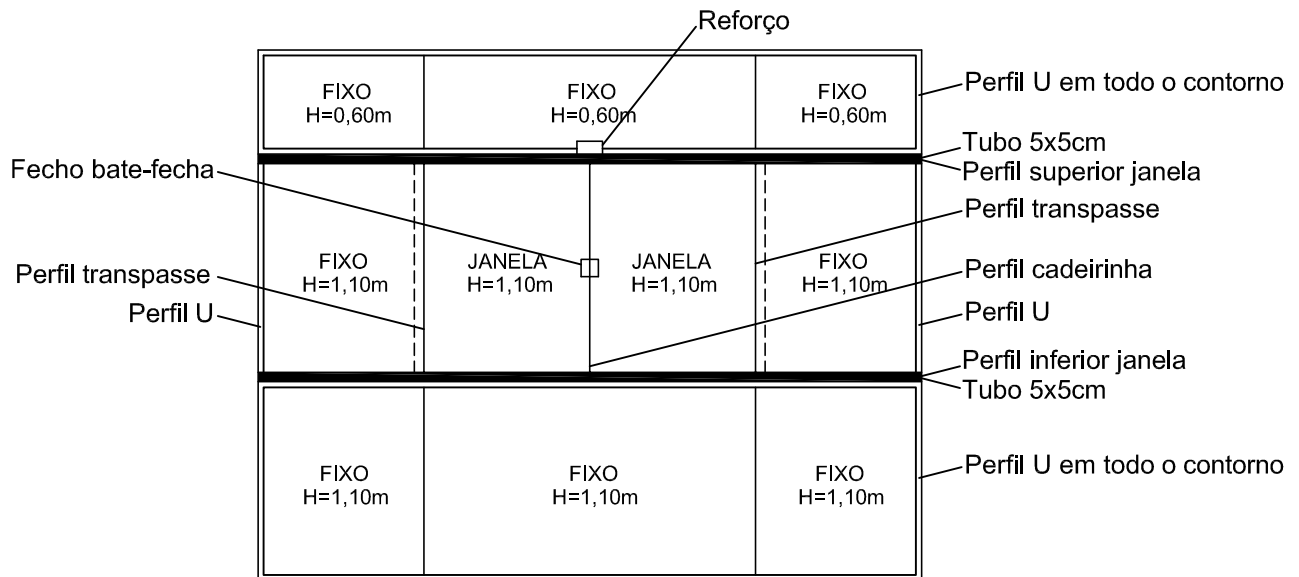 Reforço
FIXO
H=0,60m
FIXO
H=0,60m
FIXO
H=0,60m
Perfil U em todo o contorno
Tubo 5x5cm
Perfil superior janela
Fecho bate-fecha
Perfil transpasse
FIXO
H=1,10m
JANELA
H=1,10m
JANELA
H=1,10m
FIXO
H=1,10m
Perfil transpasse
Perfil cadeirinha
Perfil U
Perfil U
Perfil inferior janela
Tubo 5x5cm
FIXO
H=1,10m
FIXO
H=1,10m
FIXO
H=1,10m
Perfil U em todo o contorno